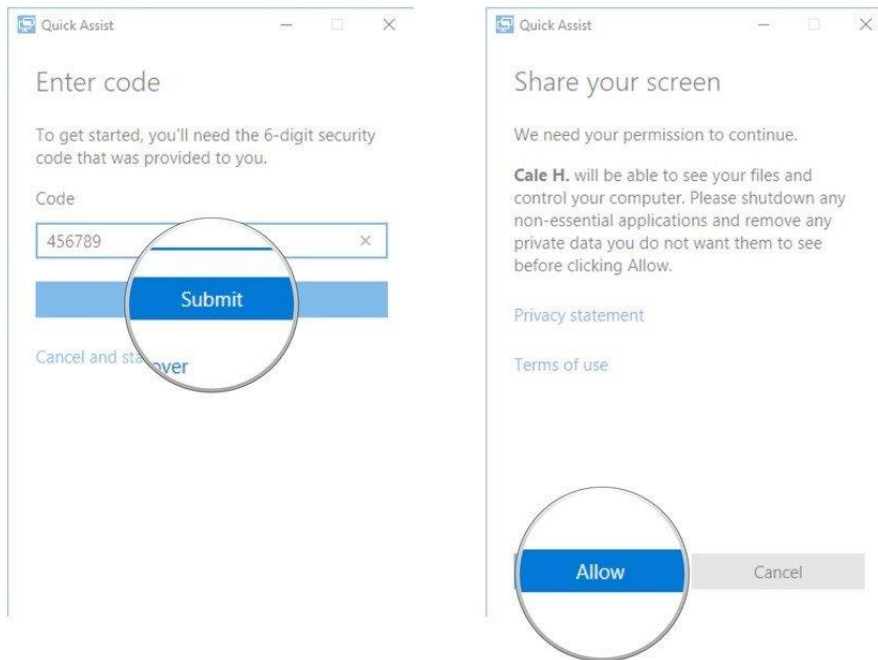 Quick Assist
Enter code
To get started, you'll need the 6-digit security
code that was provided to you.
Code
456789
Submit
Cancel and sta
over
Quick Assist
Share your screen
We need your permission to continue.
Cale H. will be able to see your files and
control your computer. Please shutdown any
non-essential applications and remove any
private data you do not want them to see
before clicking Allow.
Privacy statement
Terms of use
Allow
Cancel